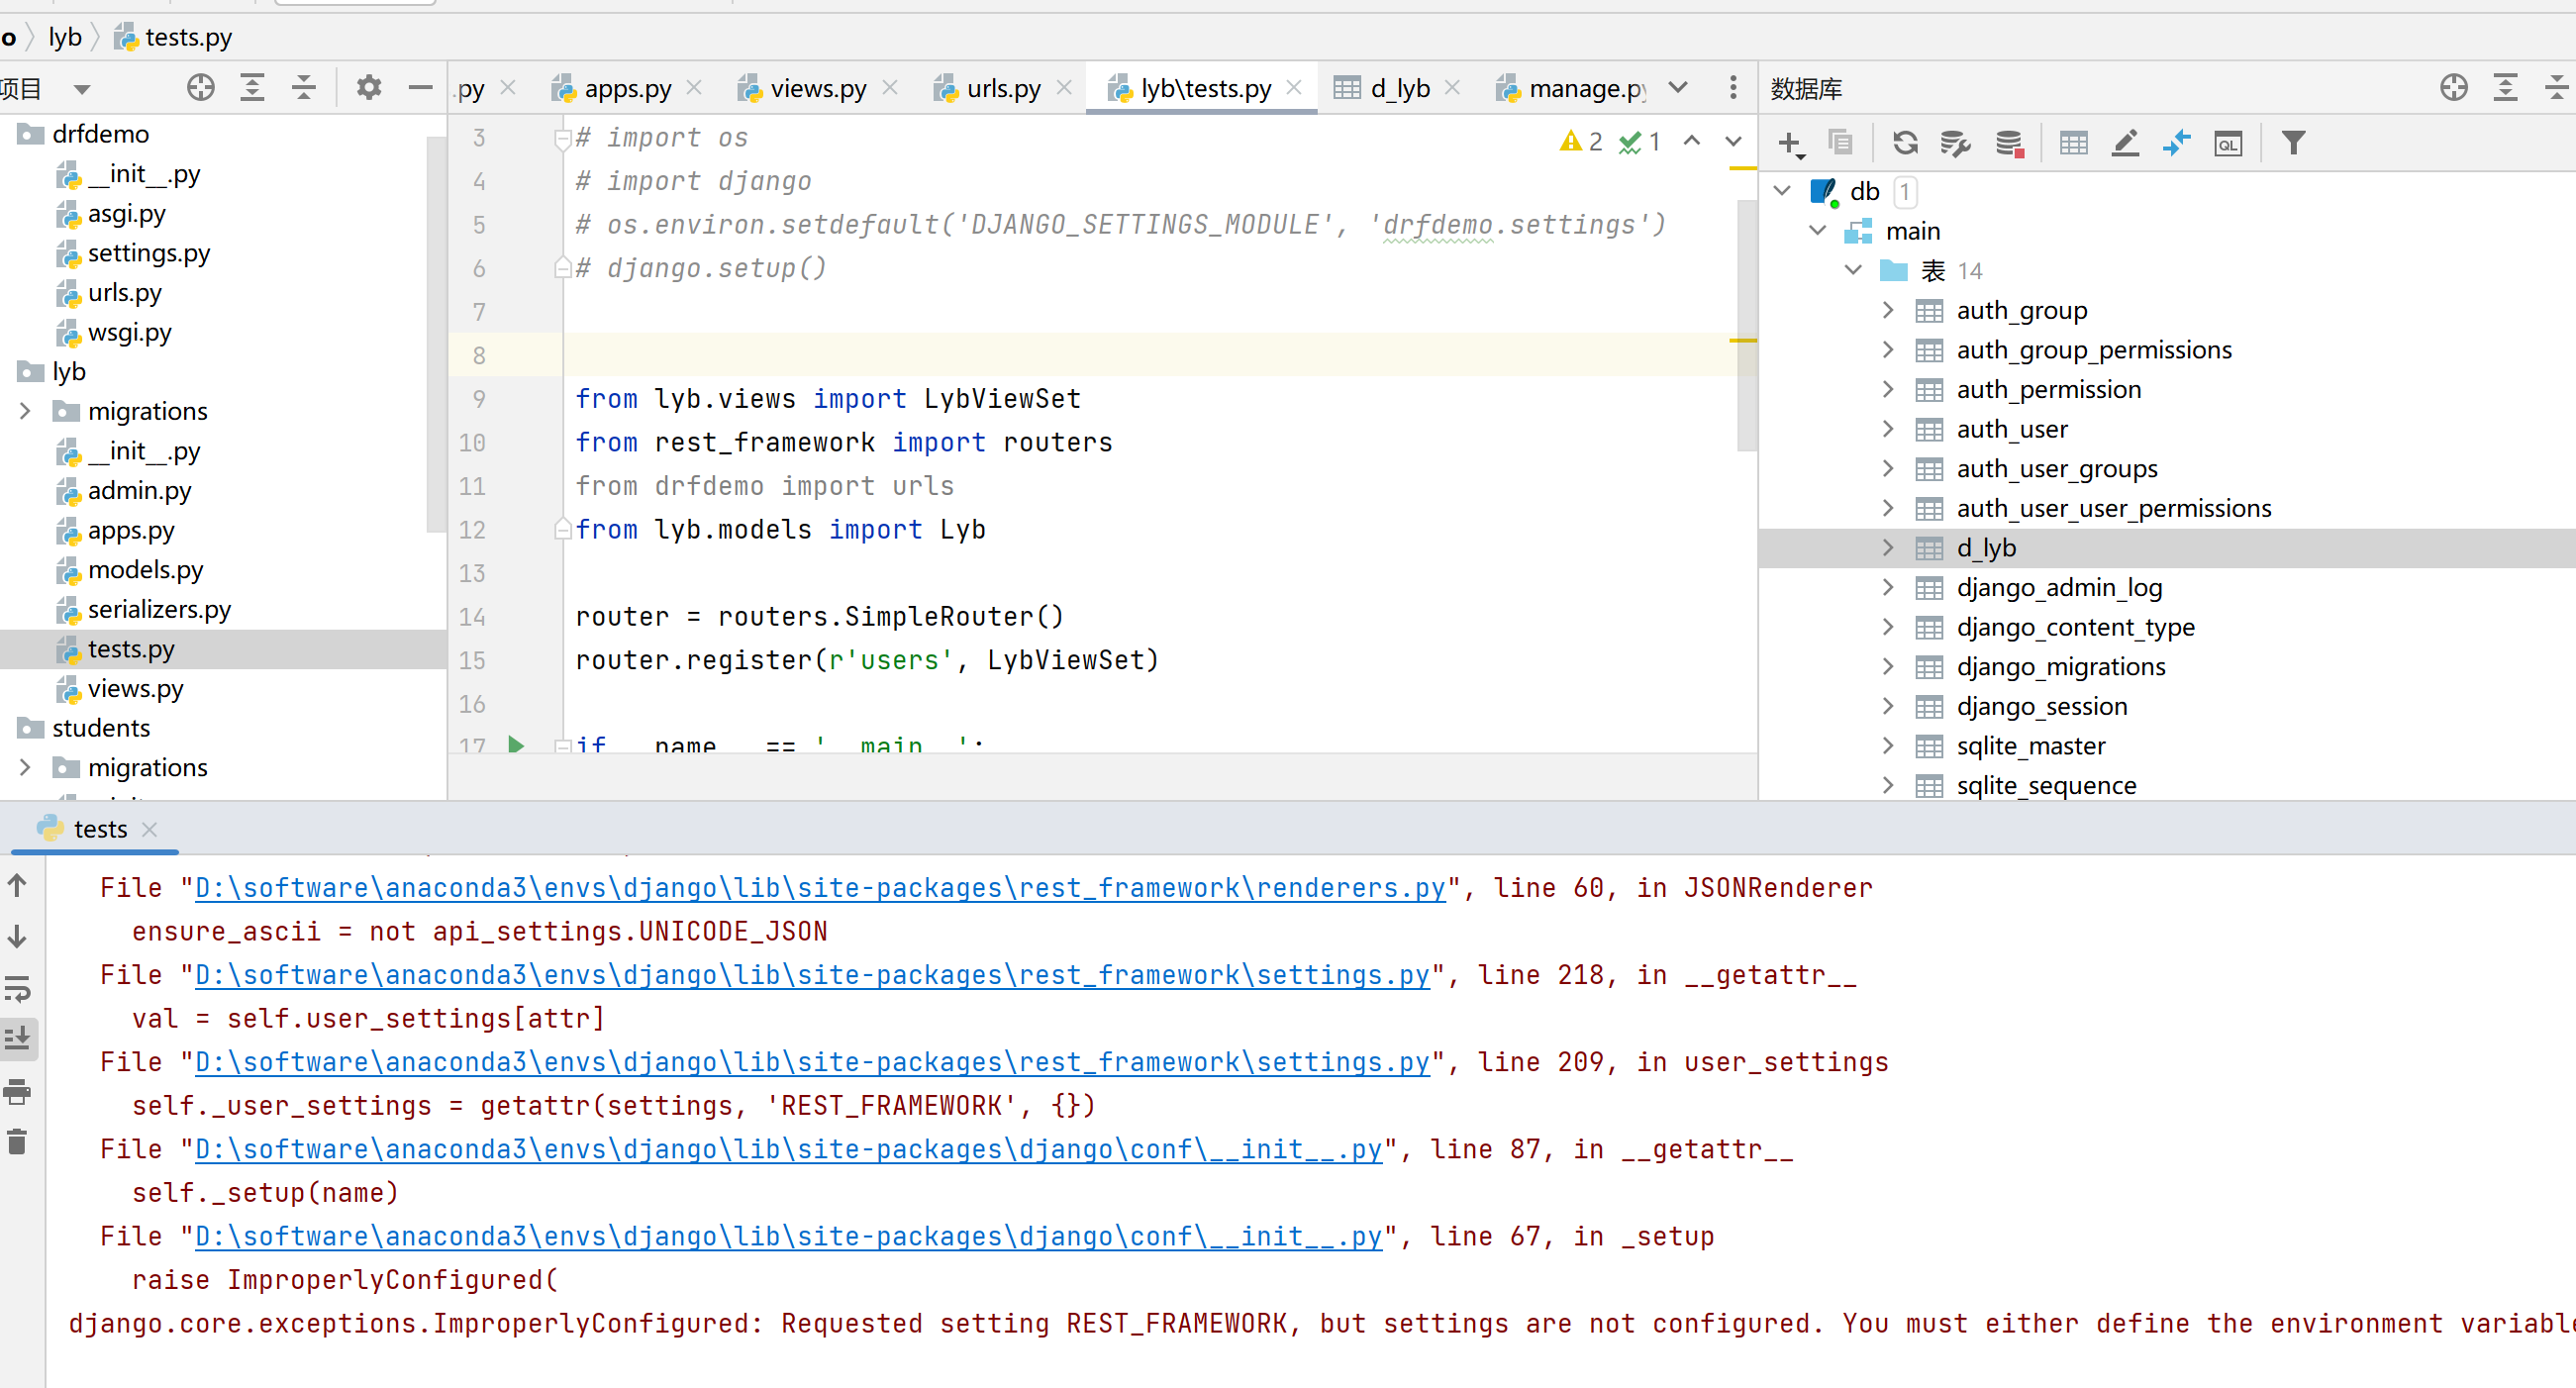 o 〉 lyb 〉 tests.py
项目
.py
apps.py
views.py
urls.py
lyb\tests.py
d_lyb
manage.py
数据库
drfdemo
__init__.py
asgi.py
settings.py
urls.py
wsgi.py
lyb
migrations
__init__.py
admin.py
apps.py
models.py
serializers.py
tests.py
views.py
students
migrations
2 1
3 # import os
4 # import django
5 # os.environ.setdefault('DJANGO_SETTINGS_MODULE', 'drfdemo.settings')
6 # django.setup()
7
8
9 from lyb.views import LybViewSet
10 from rest_framework import routers
11 from drfdemo import urls
12 from lyb.models import Lyb
13
14 router = routers.SimpleRouter()
15 router.register(r'users', LybViewSet)
16
17 if __name__ == '__main__':
QL
db 1
main
表 14
auth_group
auth_group_permissions
auth_permission
auth_user
auth_user_groups
auth_user_user_permissions
d_lyb
django_admin_log
django_content_type
django_migrations
django_session
sqlite_master
sqlite_sequence
tests
File "D:\software\anaconda3\envs\django\lib\site-packages\rest_framework\renderers.py", line 60, in JSONRenderer
ensure_ascii = not api_settings.UNICODE_JSON
File "D:\software\anaconda3\envs\django\lib\site-packages\rest_framework\settings.py", line 218, in __getattr__
val = self.user_settings[attr]
File "D:\software\anaconda3\envs\django\lib\site-packages\rest_framework\settings.py", line 209, in user_settings
self._user_settings = getattr(settings, 'REST_FRAMEWORK', {})
File "D:\software\anaconda3\envs\django\lib\site-packages\django\conf\__init__.py", line 87, in __getattr__
self._setup(name)
File "D:\software\anaconda3\envs\django\lib\site-packages\django\conf\__init__.py", line 67, in _setup
raise ImproperlyConfigured(
django.core.exceptions.ImproperlyConfigured: Requested setting REST_FRAMEWORK, but settings are not configured. You must either define the environment variable